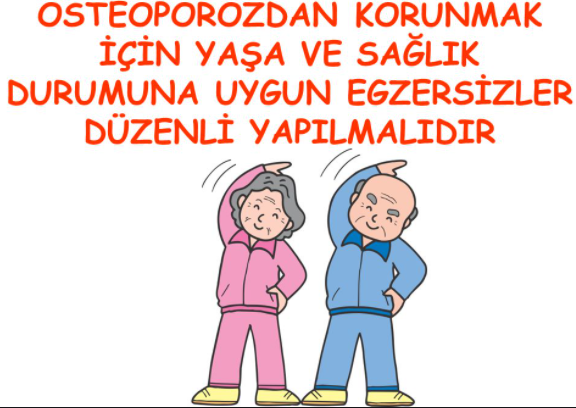 OSTEOPOROZDAN KORUNMAK
İÇİN YAŞA VE SAĞLIK
DURUMUNA UYGUN EGZERSİZLER
DÜZENLİ YAPILMALIDIR